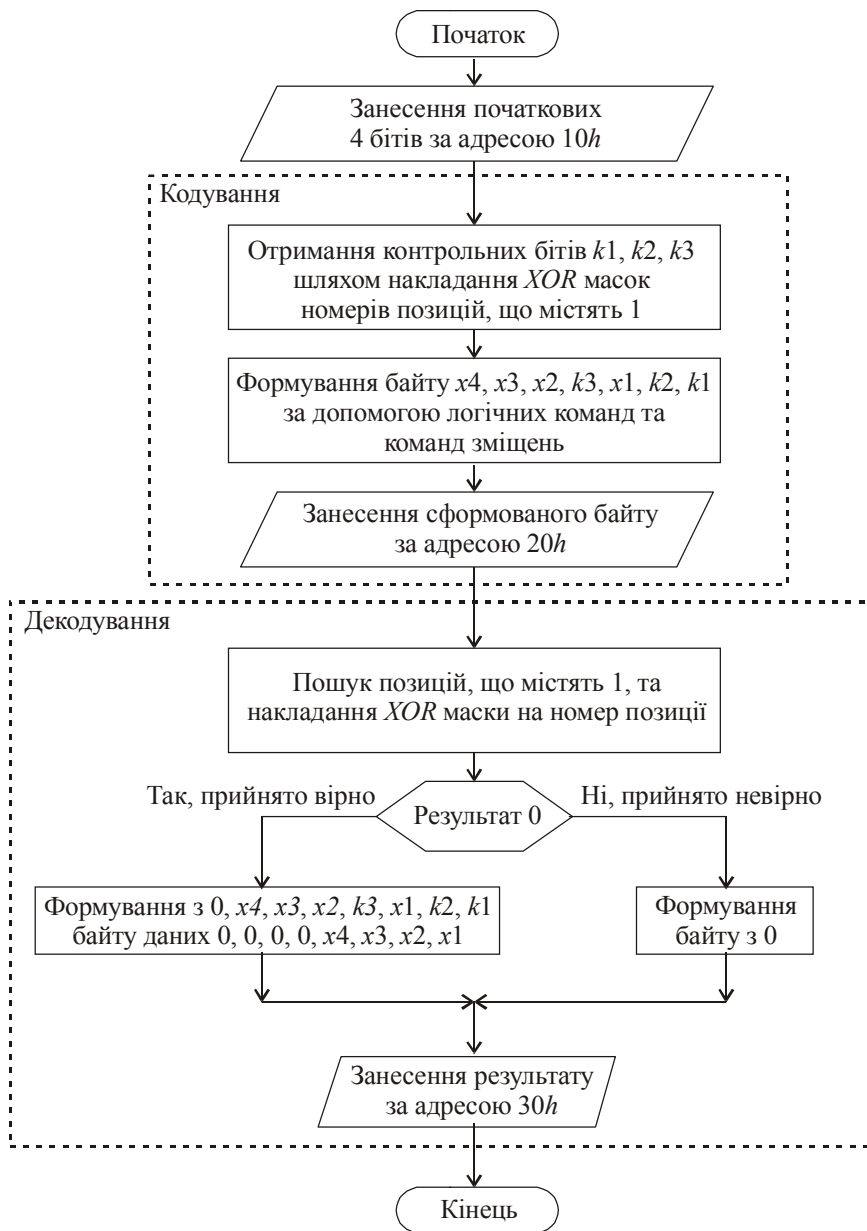 Початок
Занесення початкових
4 бітів за адресою 10h
Кодування
Отримання контрольних бітів k1, k2, k3
шляхом накладання XOR масок
номерів позицій, що містять 1
Формування байту x4, x3, x2, k3, x1, k2, k1
за допомогою логічних команд та
команд зміщень
Занесення сформованого байту
за адресою 20h
Декодування
Пошук позицій, що містять 1, та
накладання XOR маски на номер позиції
Так, прийнято вірно
Результат 0
Ні, прийнято невірно
Формування з 0, x4, x3, x2, k3, x1, k2, k1
байту даних 0, 0, 0, 0, x4, x3, x2, x1
Формування
байту з 0
Занесення результату
за адресою 30h
Кінець